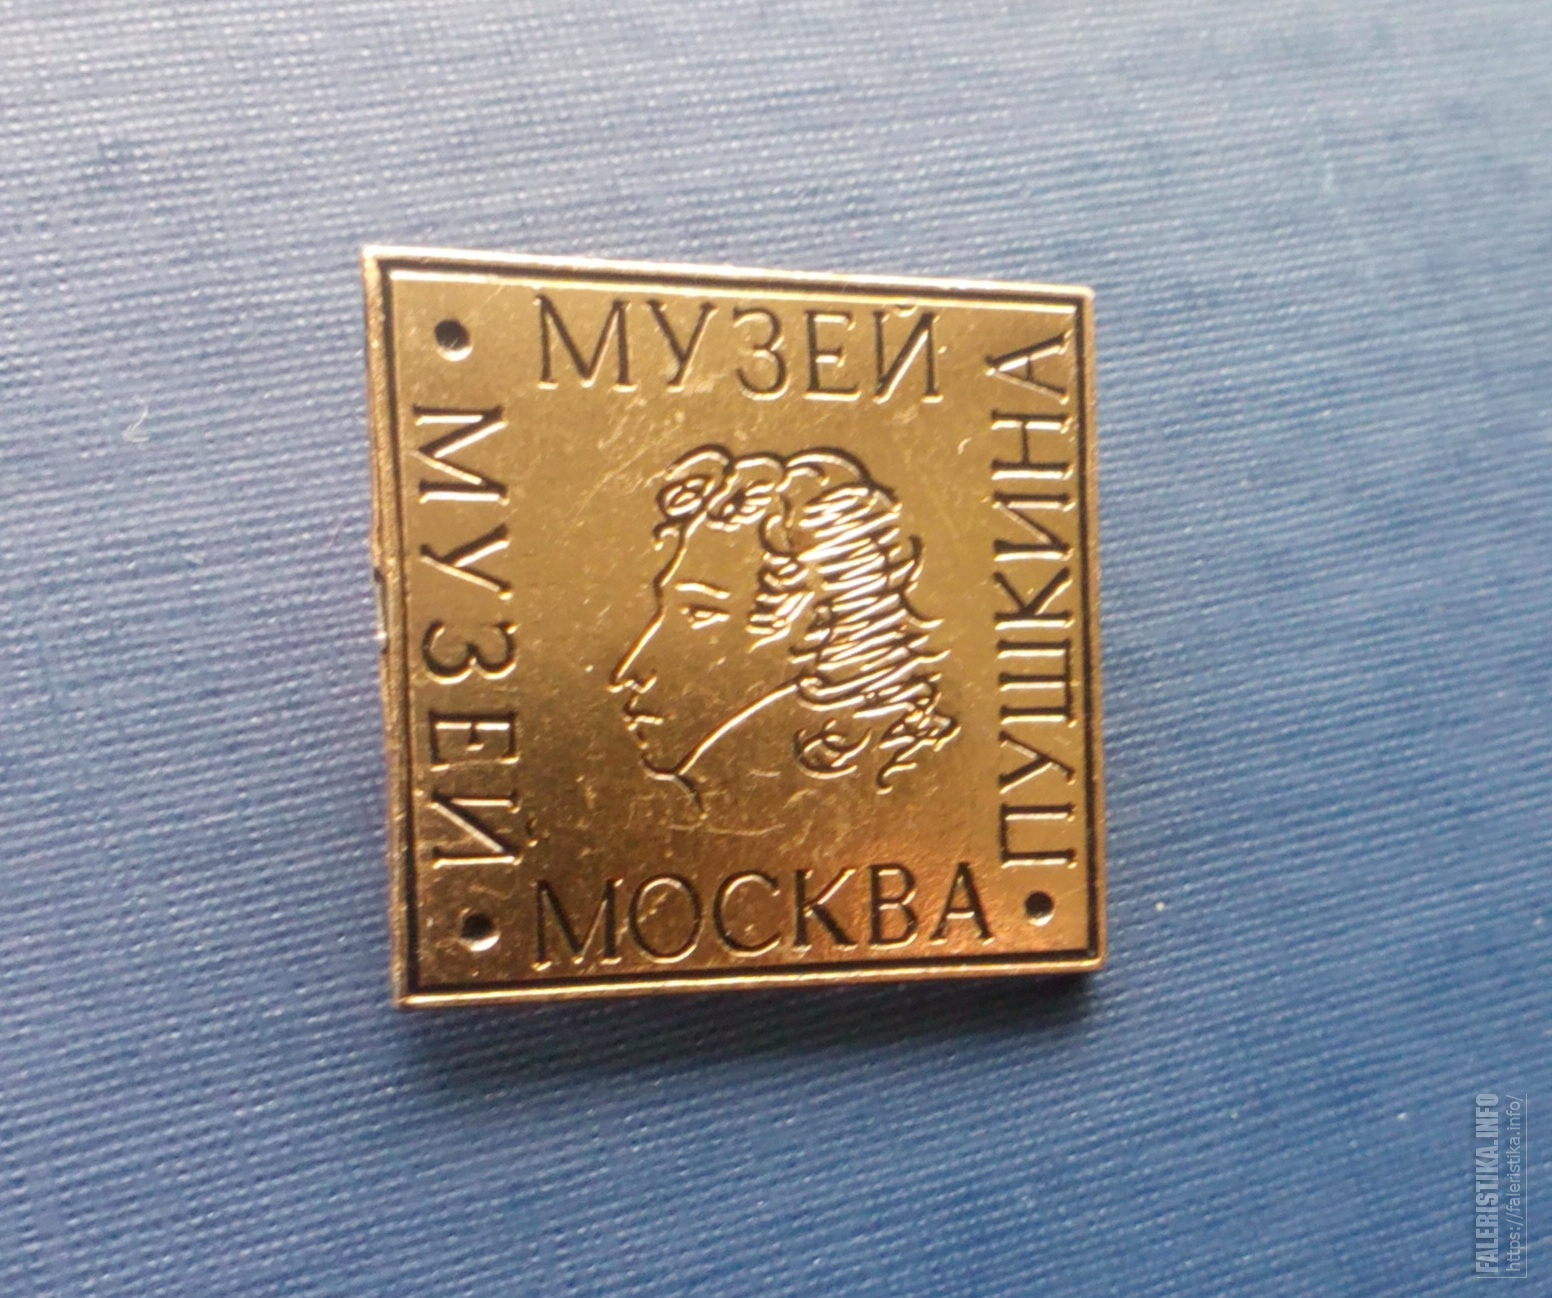 МУЗЕЙ
МУЗЕЙ
ПУШКИНА
МОСКВА
FALERISTIKA.INFO
https://faleristika.info/